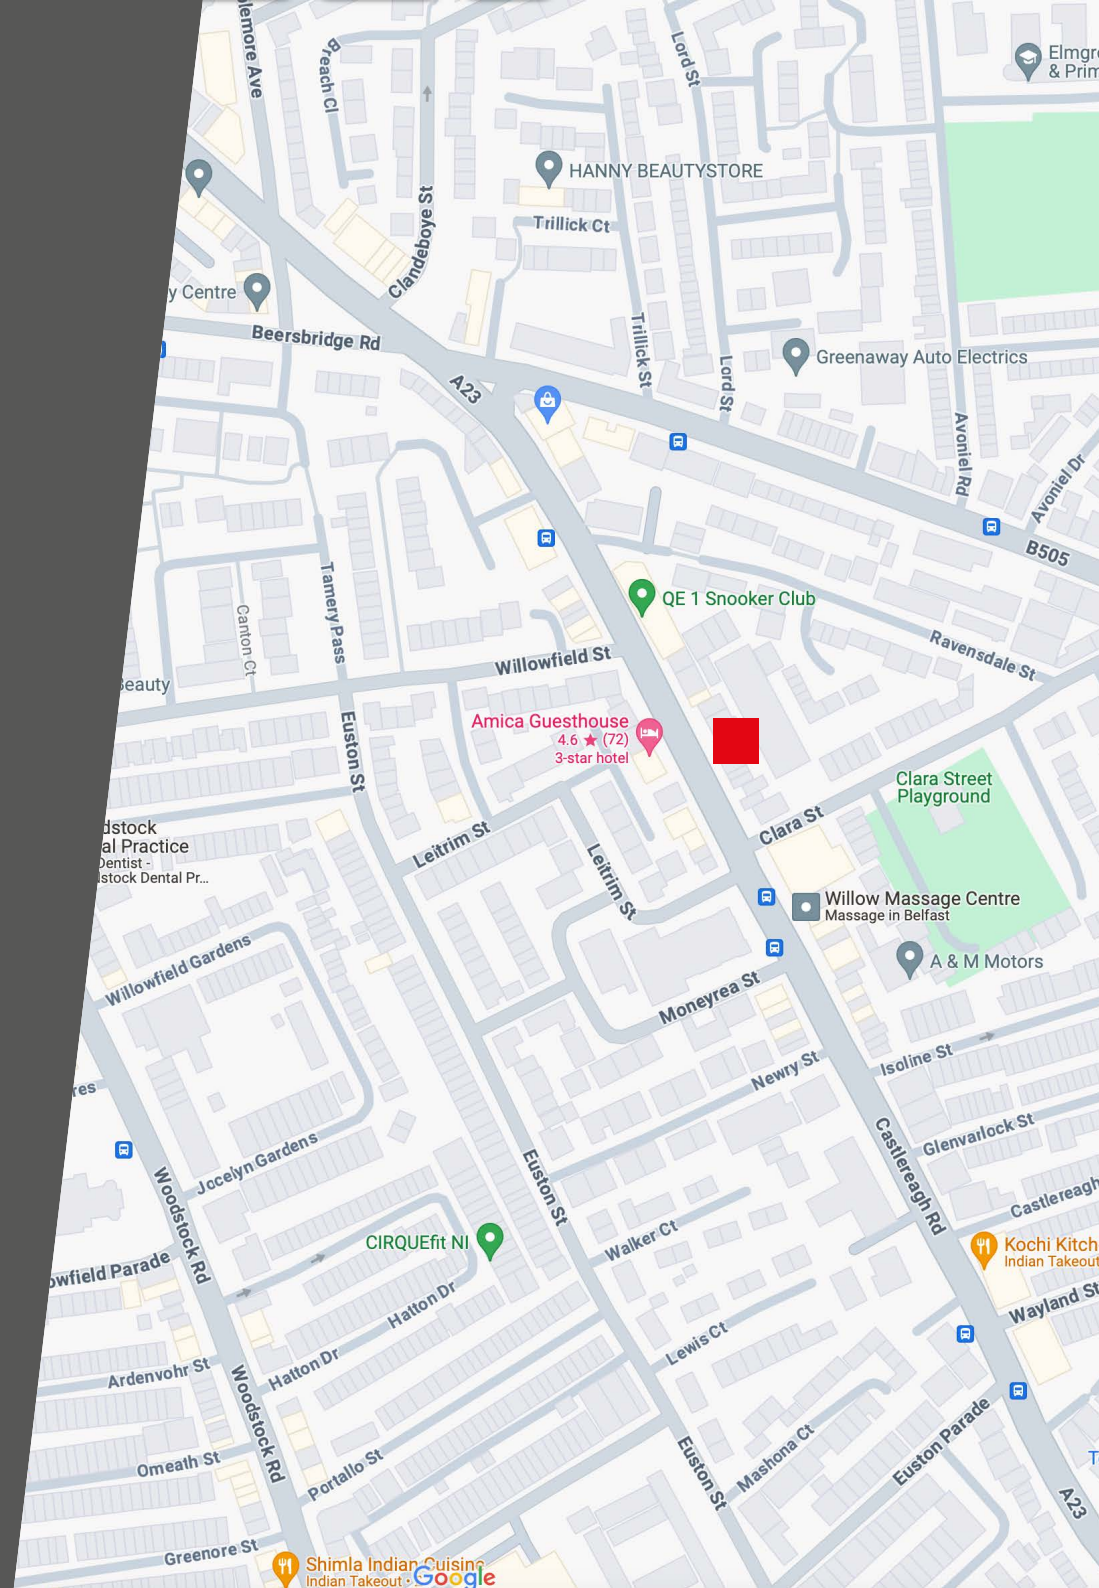 Breach Cl
Lord St
Elmgr
& Prim
HANNY BEAUTYSTORE
Trillick Ct
Clandeboye St
y Centre
Beersbridge Rd
Trillick St
Greenaway Auto Electrics
Lord St
A23
Avoniel Rd
Avoniel Dr
B505
Tamery Pass
QE 1 Snooker Club
Canton Ct
Ravensdale St
Willowfield St
Beauty
Euston St
Amica Guesthouse
4.6 ★ (72)
3-star hotel
Clara Street
Playground
Clara St
dstock
al Practice
Dentist -
dstock Dental Pr...
Leitrim St
Leitrim St
Willow Massage Centre
Massage in Belfast
Willowfield Gardens
A & M Motors
Moneyrea St
Isoline St
Newry St
res
Glenvarlock St
Castlereagh Rd
Jocelyn Gardens
Woodstock Rd
Euston St
Castlereagh
CIRQUEfit NI
Walker Ct
Kochi Kitch
Indian Takeout
owfield Parade
Hatton Dr
Wayland St
Lewis Ct
Ardenvohr St
Hatton Dr
Woodstock Rd
Euston Parade
Mashona Ct
Omeath St
Portallo St
Euston St
A23
T
Greenore St
Shimla Indian Cuisine
Indian Takeout
Google